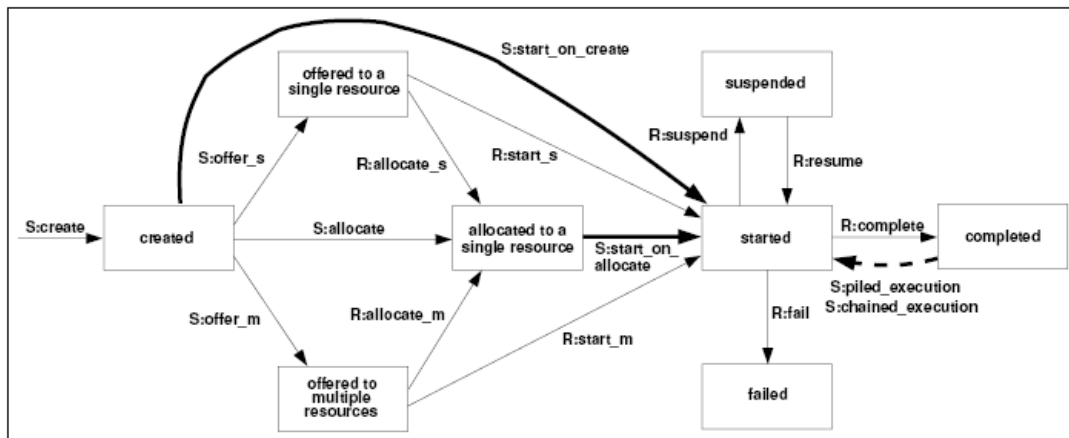 S:start_on_create
offered to a
single resource
suspended
R:suspend
S:offer_s
R:start_s
R:resume
R:allocate_s
S:create
created
S:allocate
allocated to a
single resource
S:start_on_
allocate
started
R:complete
completed
S:piled_execution
S:chained_execution
S:offer_m
R:allocate_m
R:fail
R:start_m
offered to
multiple
resources
failed